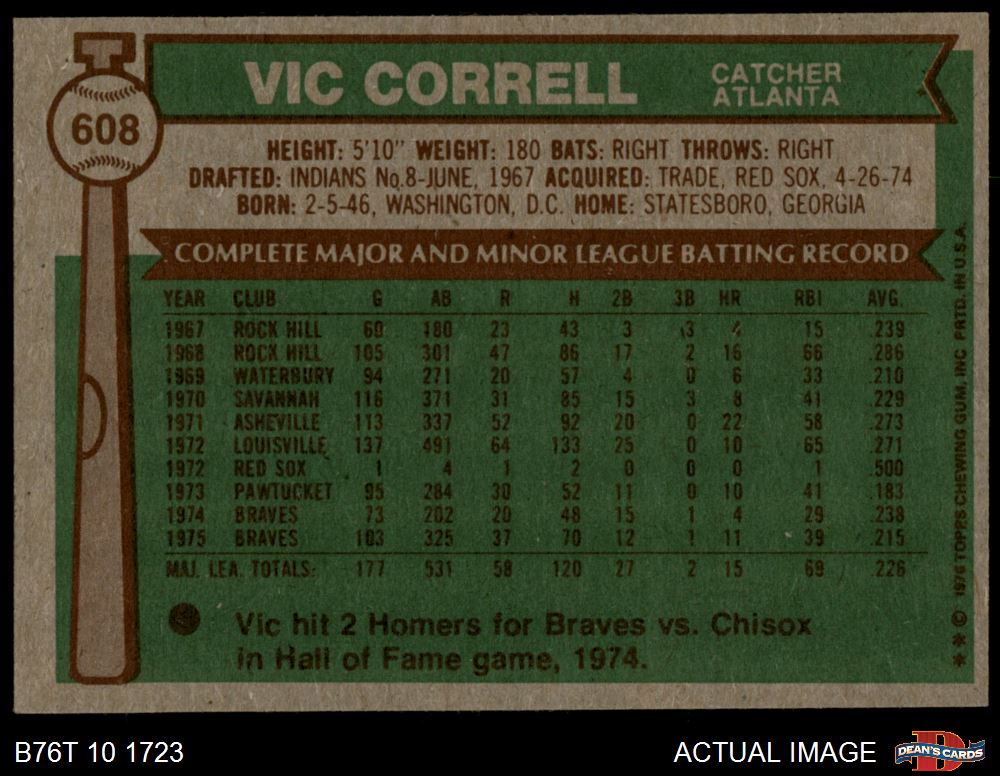 T
608
VIC CORRELL
CATCHER
ATLANTA
HEIGHT: 5'10" WEIGHT: 180 BATS: RIGHT THROWS: RIGHT
DRAFTED: INDIANS No.8-JUNE, 1967 ACQUIRED: TRADE, RED SOX, 4-26-74
BORN: 2-5-46, WASHINGTON, D.C. HOME: STATESBORO, GEORGIA
COMPLETE MAJOR AND MINOR LEAGUE BATTING RECORD
YEAR CLUB G AB R H 2B 3B HR RBI AVG.
1967 ROCK HILL 60 180 23 43 3 3 4 15 .239
1968 ROCK HILL 105 301 47 86 17 2 16 66 .286
1969 WATERBURY 94 271 20 57 4 0 6 33 .210
1970 SAVANNAH 116 371 31 85 15 3 8 41 .229
1971 ASHEVILLE 113 337 52 92 20 0 22 58 .273
1972 LOUISVILLE 137 491 64 133 25 0 10 65 .271
1972 RED SOX 1 4 1 2 0 0 0 1 .500
1973 PAWTUCKET 95 284 30 52 11 0 10 41 .183
1974 BRAVES 73 202 20 48 15 1 4 29 .238
1975 BRAVES 103 325 37 70 12 1 11 39 .215
MAJ. LEA. TOTALS: 177 531 58 120 27 2 15 69 .226
Vic hit 2 Homers for Braves vs. Chisox
in Hall of Fame game, 1974.
** © 1976 TOPPS CHEWING GUM, INC PRTD. IN U.S.A.
B76T 10 1723
ACTUAL IMAGE
DEAN'S CARDS